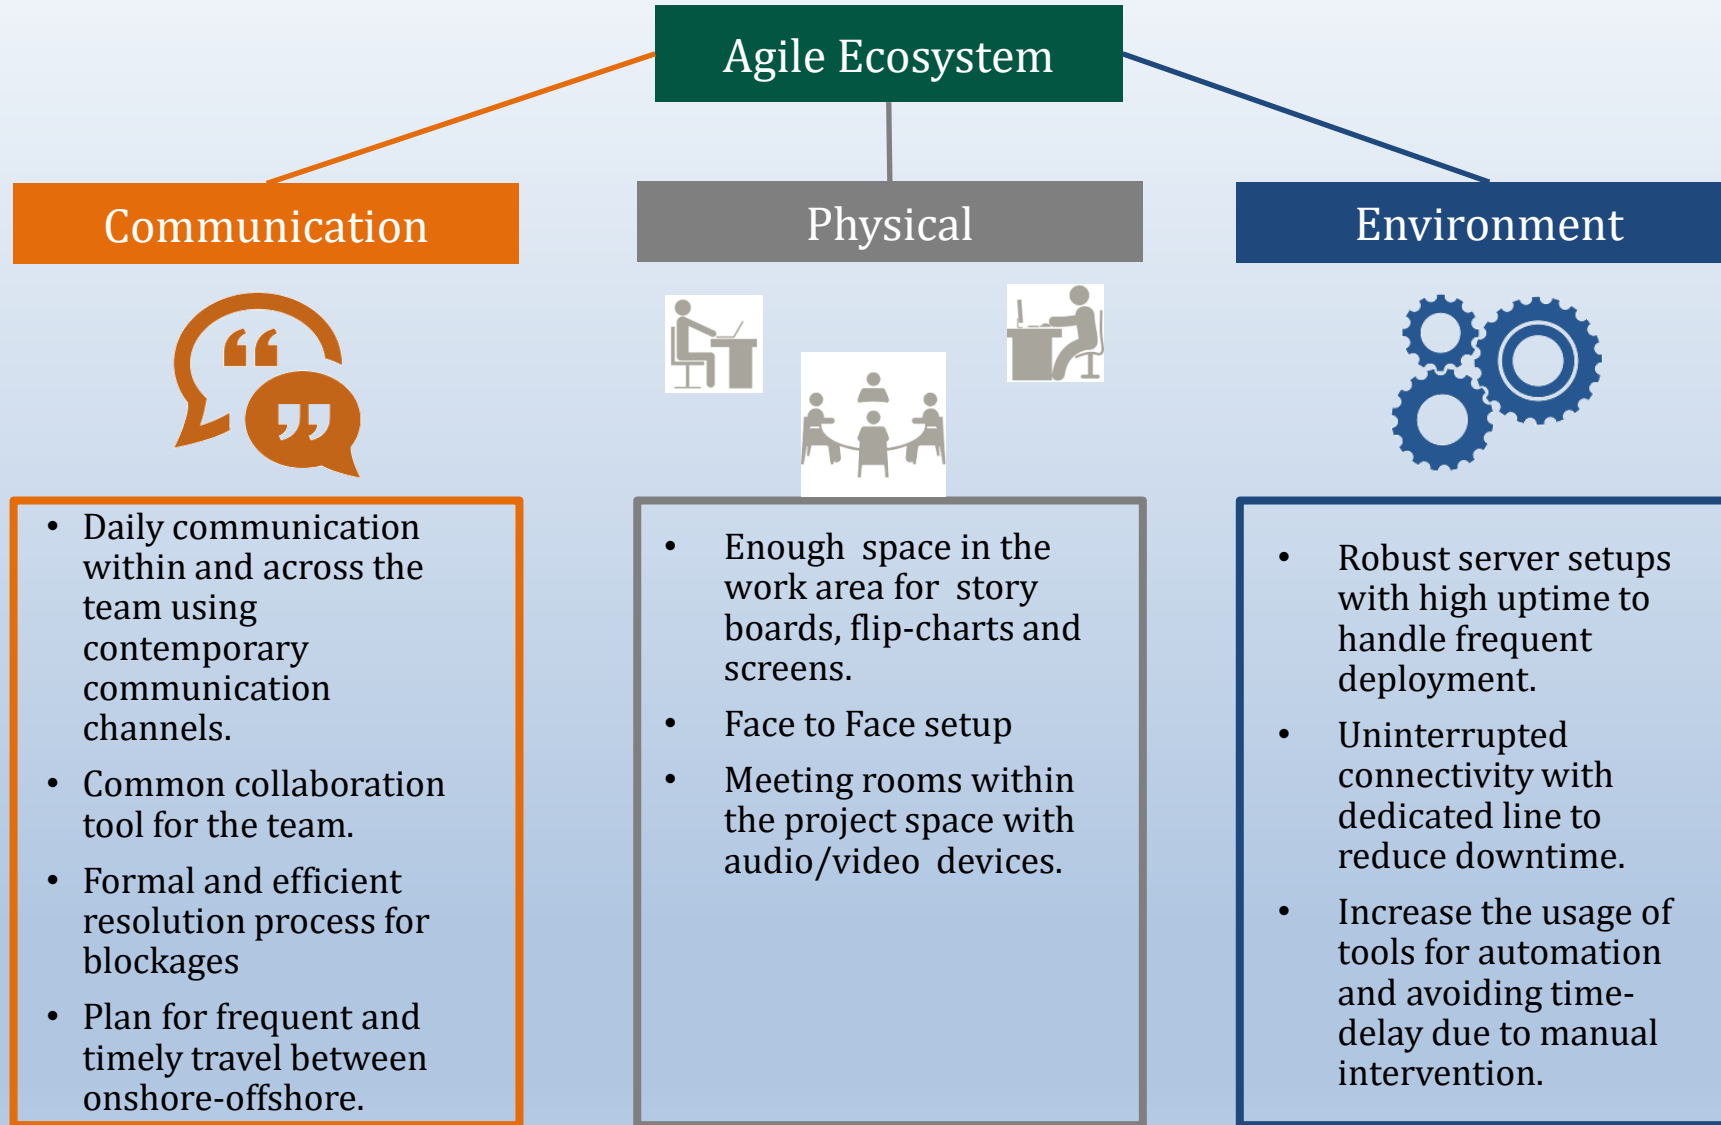 Agile Ecosystem
Communication
Physical
Environment
• Daily communication
within and across the
team using
contemporary
communication
channels.
• Common collaboration
tool for the team.
• Formal and efficient
resolution process for
blockages
• Plan for frequent and
timely travel between
onshore-offshore.
• Enough space in the
work area for story
boards, flip-charts and
screens.
• Face to Face setup
• Meeting rooms within
the project space with
audio/video devices.
• Robust server setups
with high uptime to
handle frequent
deployment.
• Uninterrupted
connectivity with
dedicated line to
reduce downtime.
• Increase the usage of
tools for automation
and avoiding time-
delay due to manual
intervention.